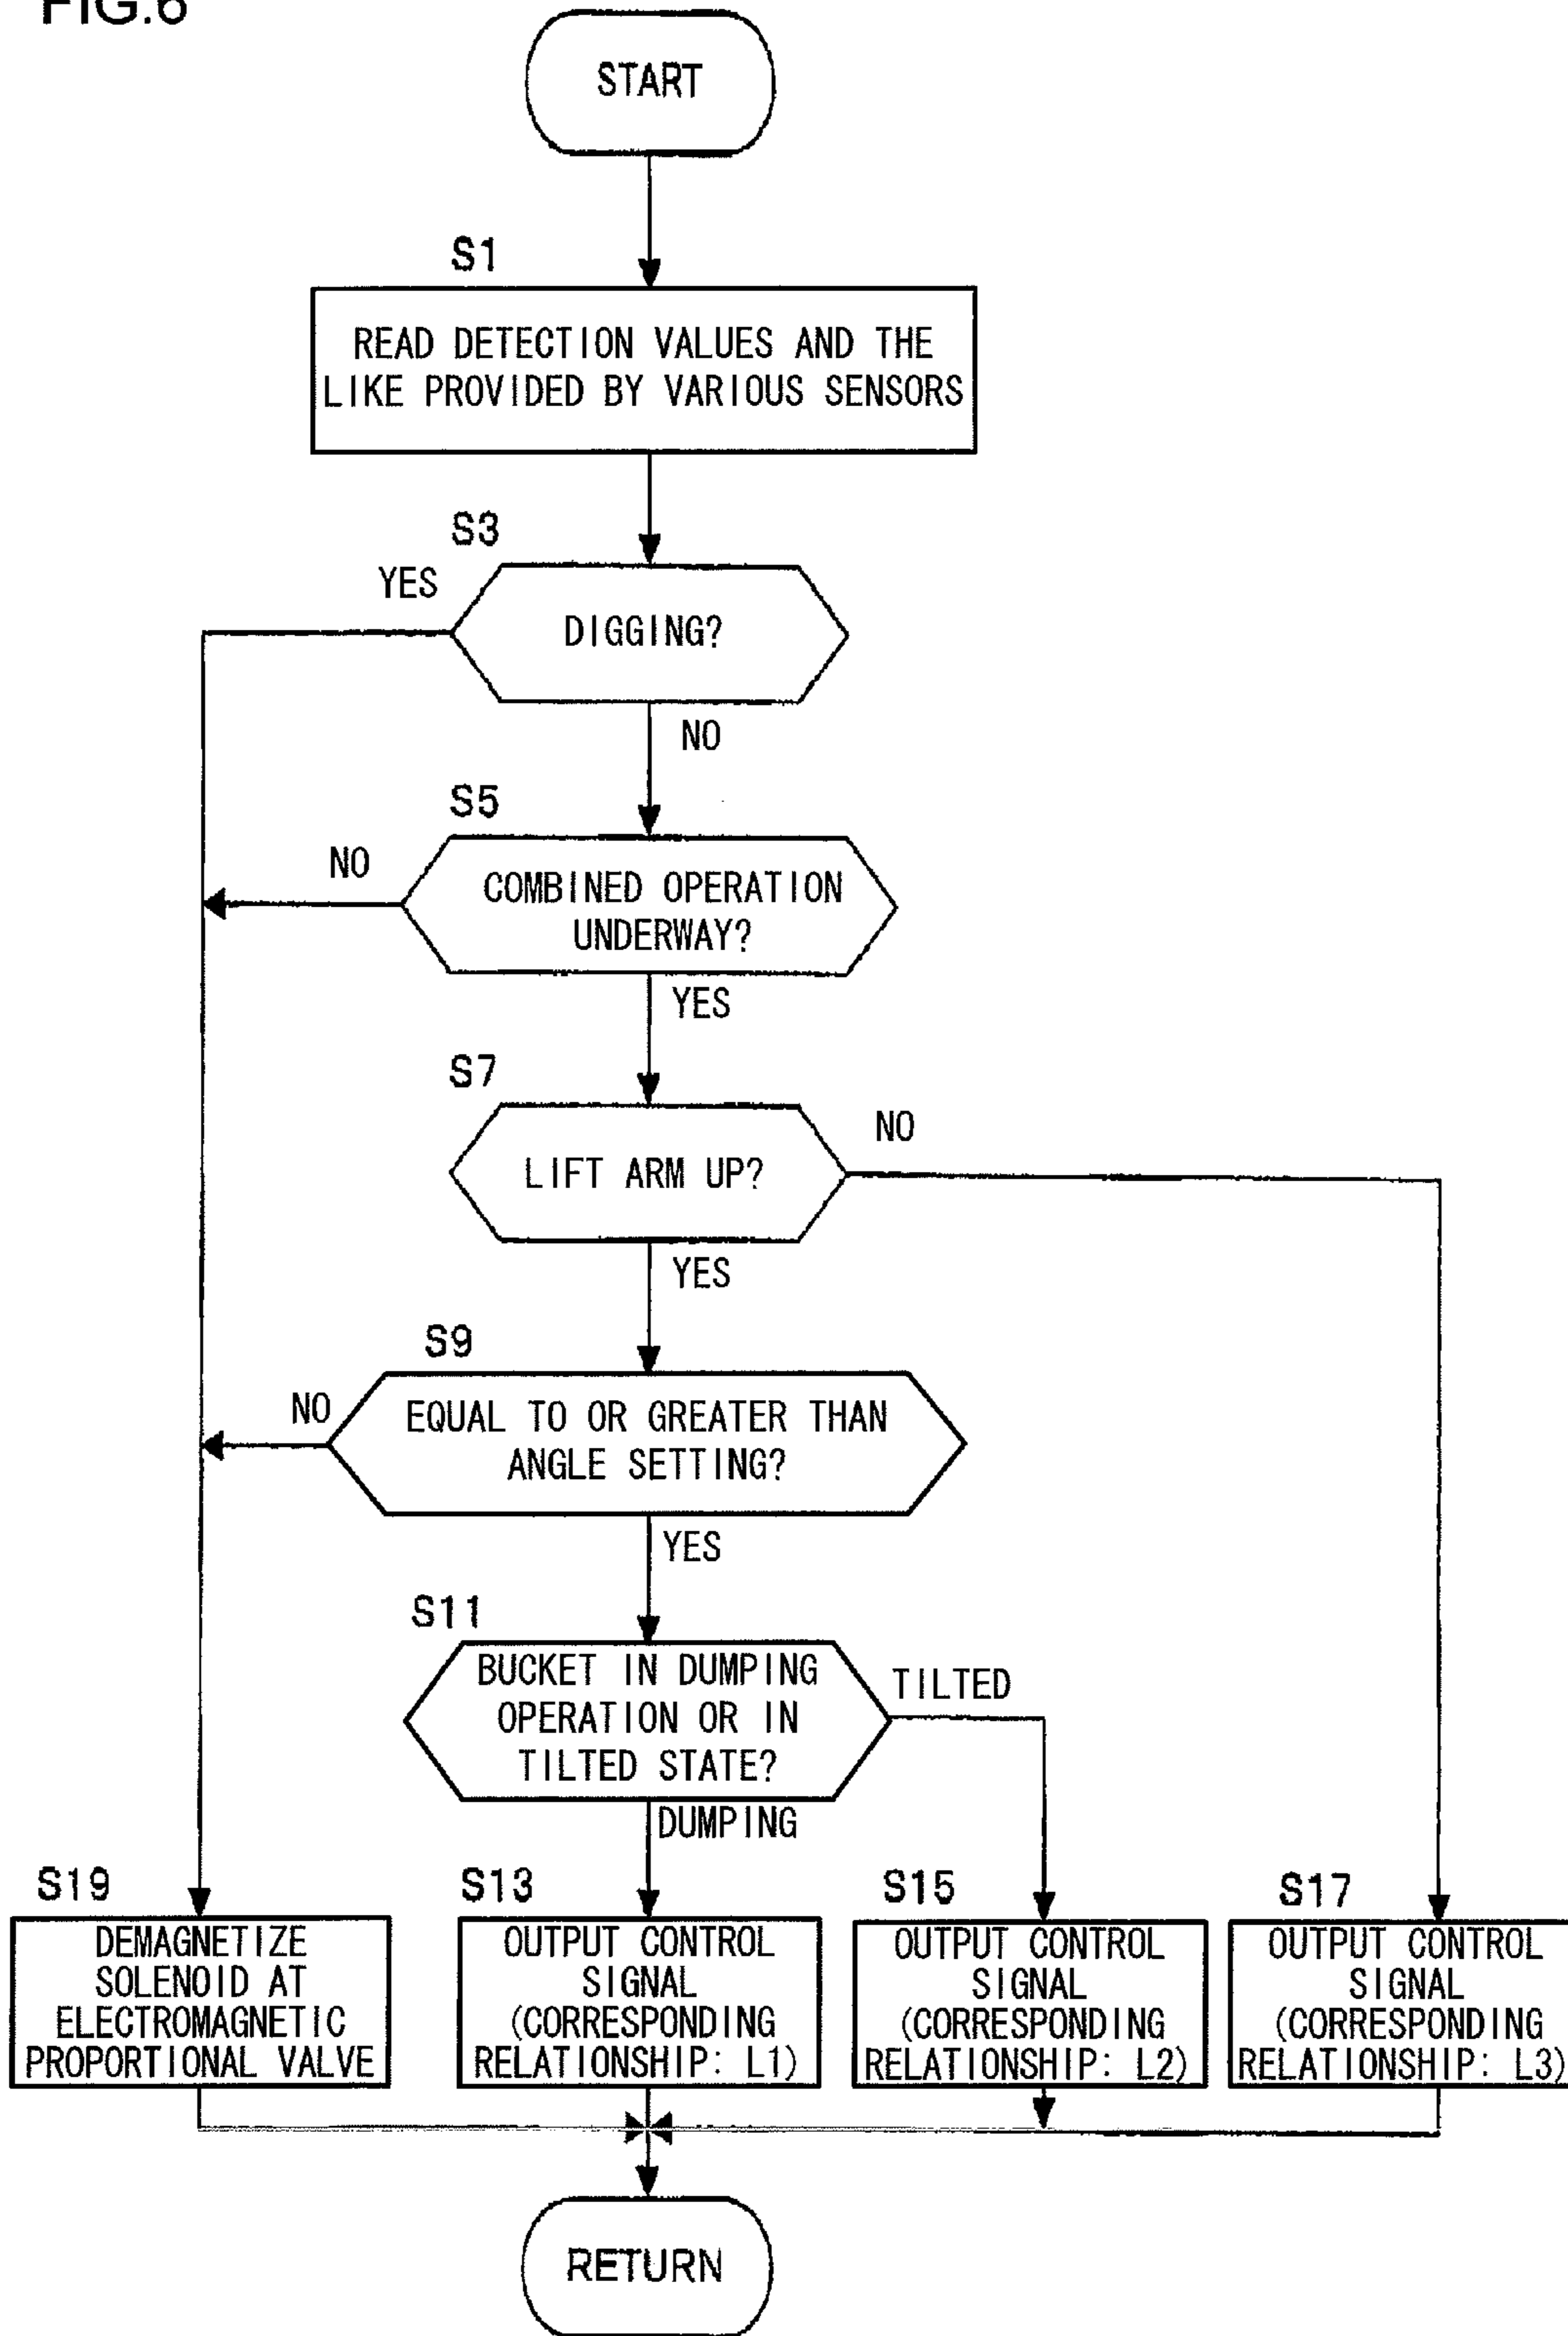 FIG.6
START
S1
READ DETECTION VALUES AND THE
LIKE PROVIDED BY VARIOUS SENSORS
S3
YES
DIGGING?
NO
S5
NO
COMBINED OPERATION
UNDERWAY?
YES
S7
NO
LIFT ARM UP?
YES
S9
NO
EQUAL TO OR GREATER THAN
ANGLE SETTING?
YES
S11
BUCKET IN DUMPING
OPERATION OR IN
TILTED STATE?
TILTED
DUMPING
S19
DEMAGNETIZE
SOLENOID AT
ELECTROMAGNETIC
PROPORTIONAL VALVE
S13
OUTPUT CONTROL
SIGNAL
(CORRESPONDING
RELATIONSHIP: L1)
S15
OUTPUT CONTROL
SIGNAL
(CORRESPONDING
RELATIONSHIP: L2)
S17
OUTPUT CONTROL
SIGNAL
(CORRESPONDING
RELATIONSHIP: L3)
RETURN